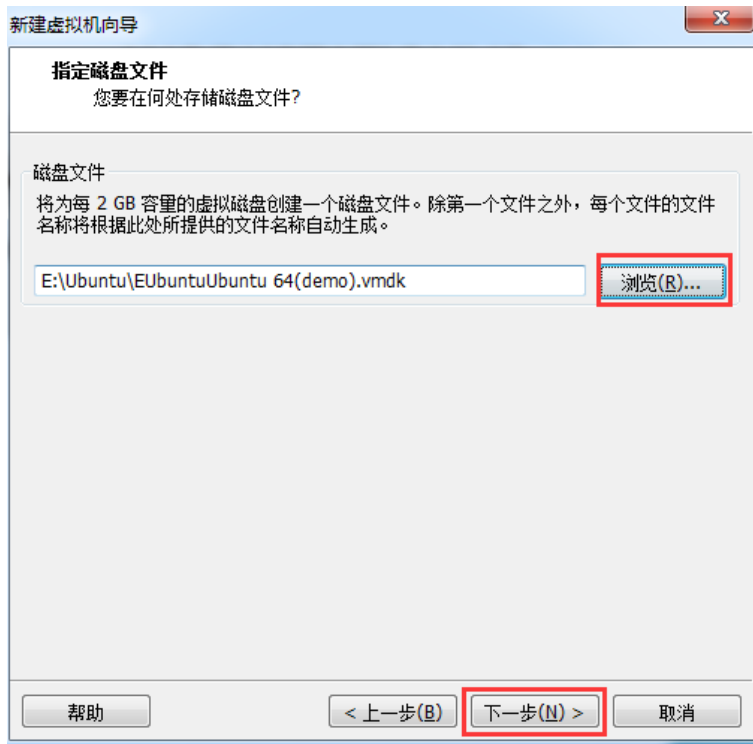 新建虚拟机向导
指定磁盘文件
您要在何处存储磁盘文件?
磁盘文件
将为每 2 GB 容量的虚拟磁盘创建一个磁盘文件。除第一个文件之外，每个文件的文件
名称将根据此处所提供的文件名称自动生成。
E:\Ubuntu\EUbuntuUbuntu 64(demo).vmdk
浏览(R)...
帮助
< 上一步(B)
下一步(N) >
取消